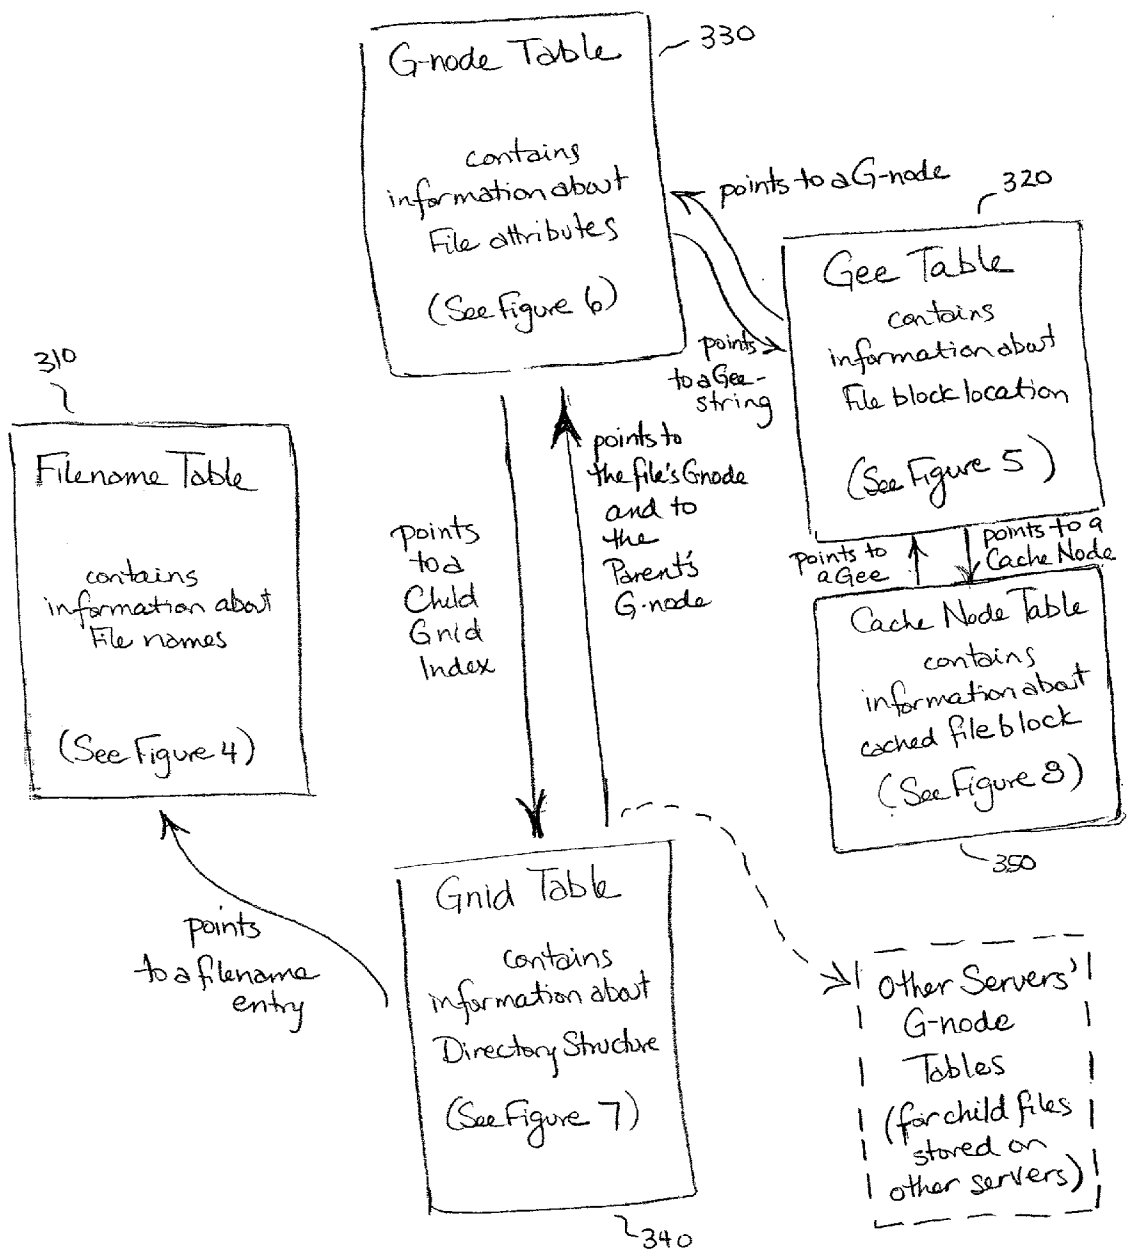 G-node Table
330
contains
information about
File attributes
(See Figure 6)
points to a G-node
320
Gee Table
contains
information about
File block location
(See Figure 5)
points
to a Gee-
string
310
Filename Table
contains
information about
File names
(See Figure 4)
points
to a
Child
Gnid
Index
points to
the file's Gnode
and to
the
Parent's
G-node
points to
a Gee
points to a
Cache Node
Cache Node Table
contains
information about
cached file block
(See Figure 8)
350
points
to a filename
entry
Gnid Table
contains
information about
Directory Structure
(See Figure 7)
340
Other Servers'
G-node
Tables
(for child files
stored on
other servers)